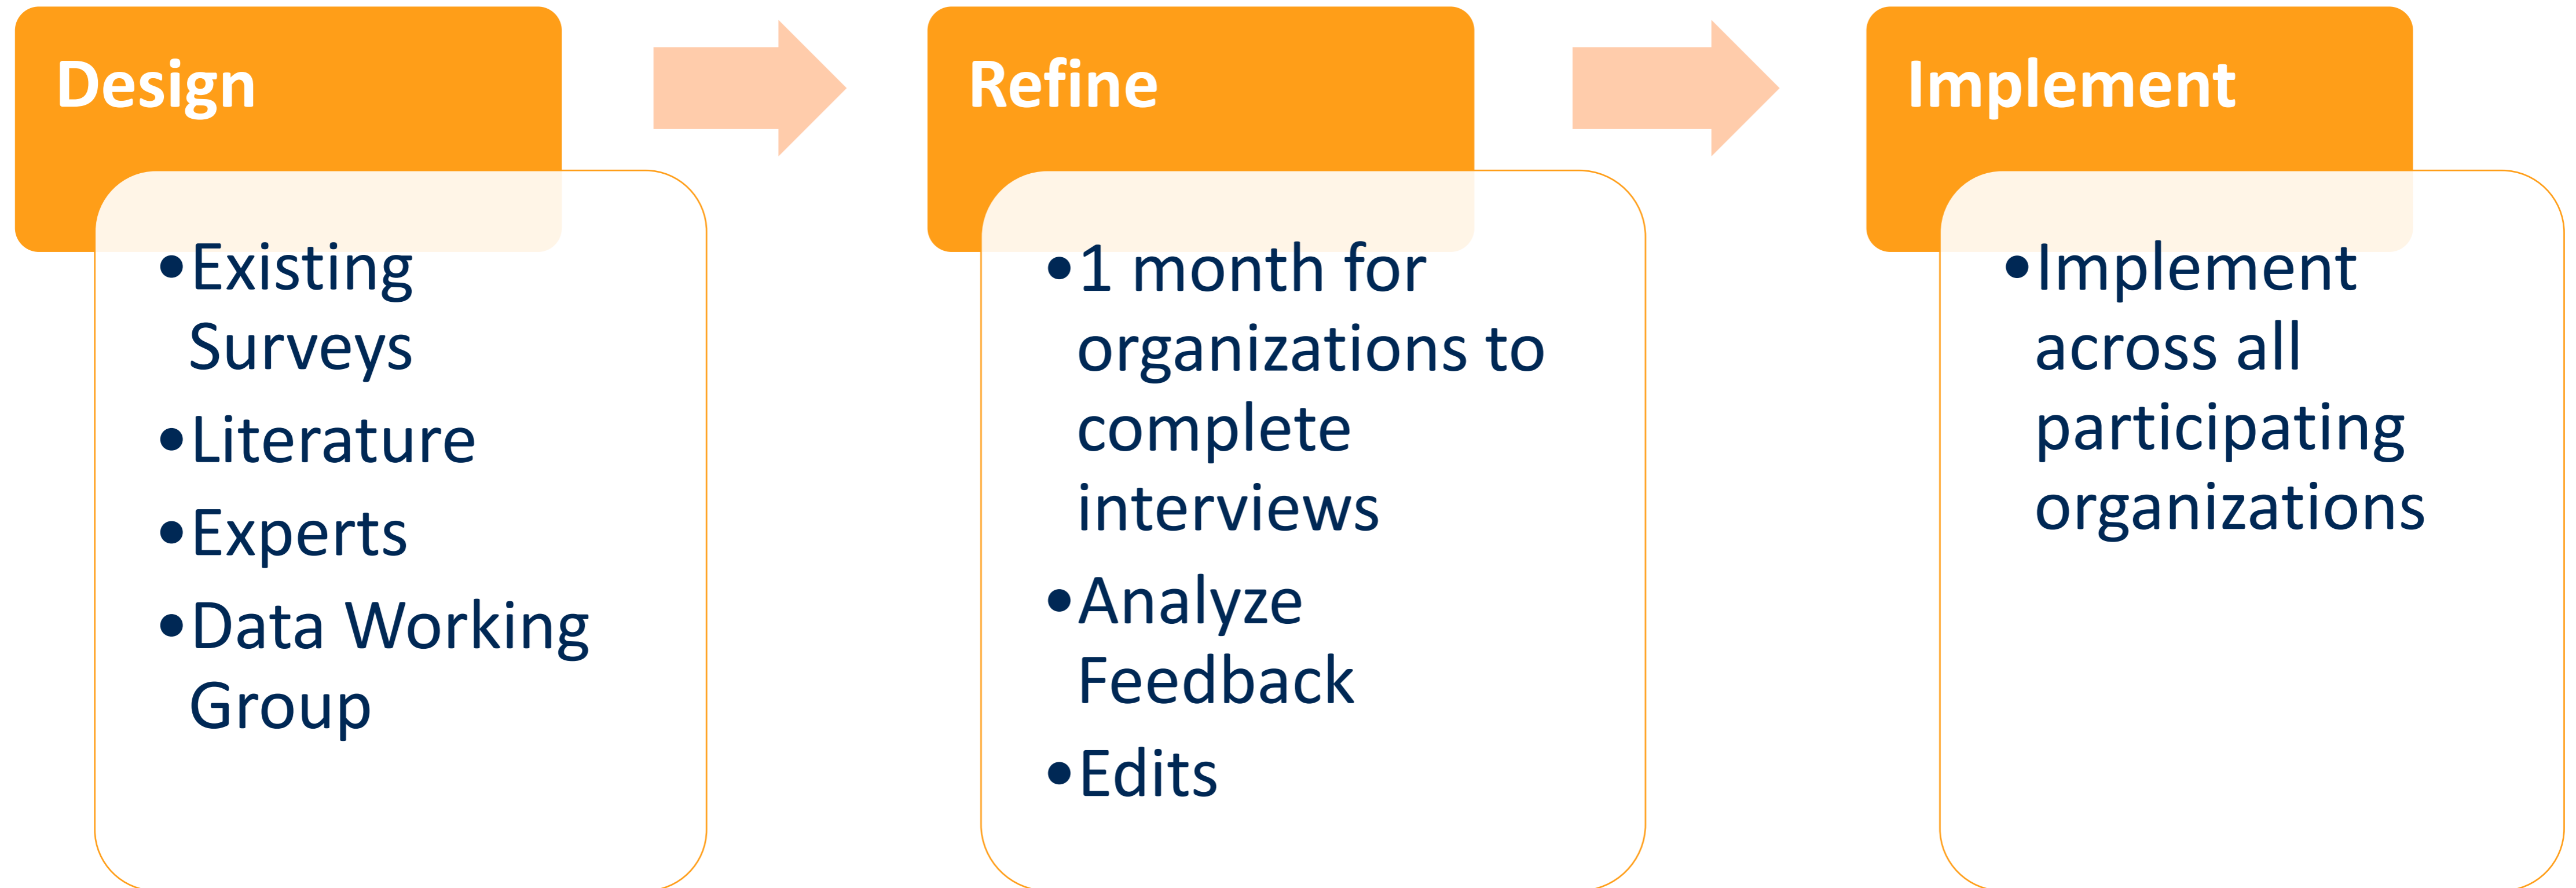 Design
•Existing
Surveys
•Literature
•Experts
•Data Working
Group
Refine
•1 month for
organizations to
complete
interviews
•Analyze
Feedback
•Edits
Implement
•Implement
across all
participating
organizations